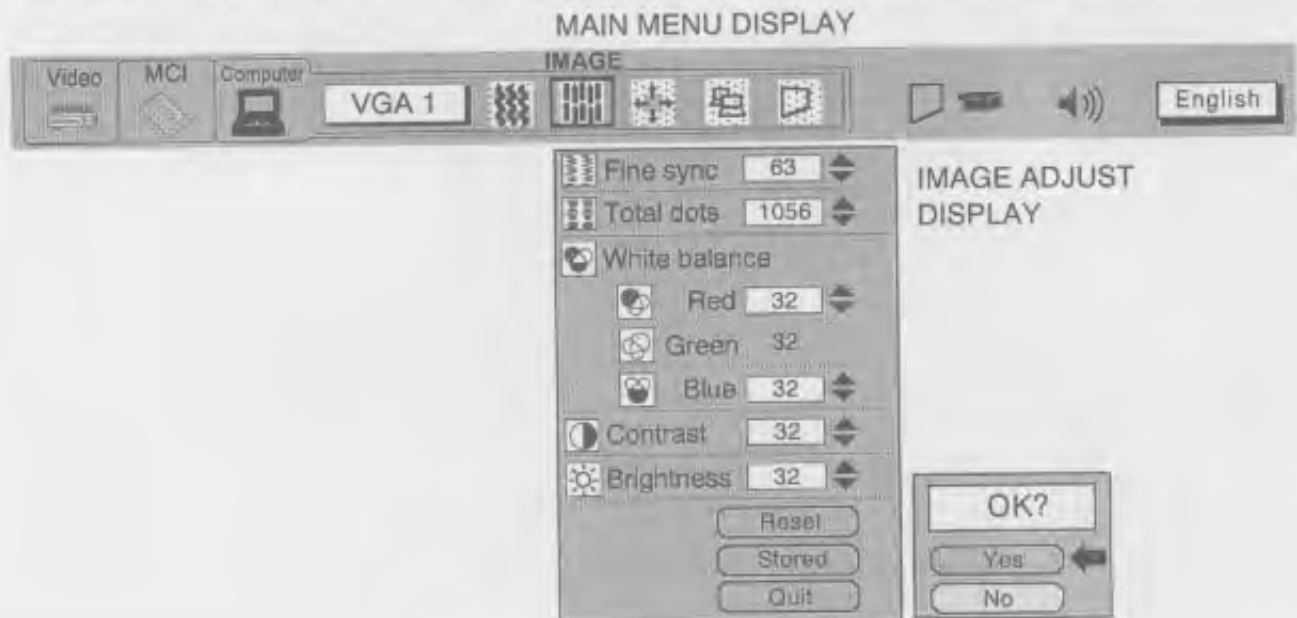 MAIN MENU DISPLAY
IMAGE
Video MCI Computer VGA 1 English
Fine sync 63
Total dots 1056
White balance
Red 32
Green 32
Blue 32
Contrast 32
Brightness 32
Reset
Stored
Quit
IMAGE ADJUST
DISPLAY
OK?
Yes
No